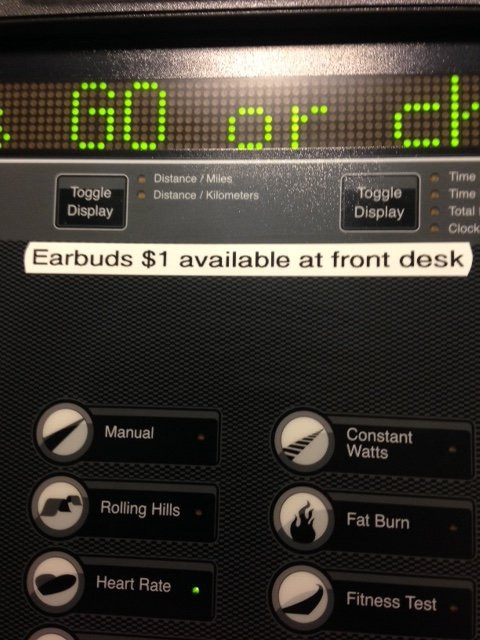 GO or
Toggle Display
Distance / Miles
Distance / Kilometers
Toggle Display
Time
Time
Total
Clock
Earbuds $1 available at front desk
Manual
Constant Watts
Rolling Hills
Fat Burn
Heart Rate
Fitness Test